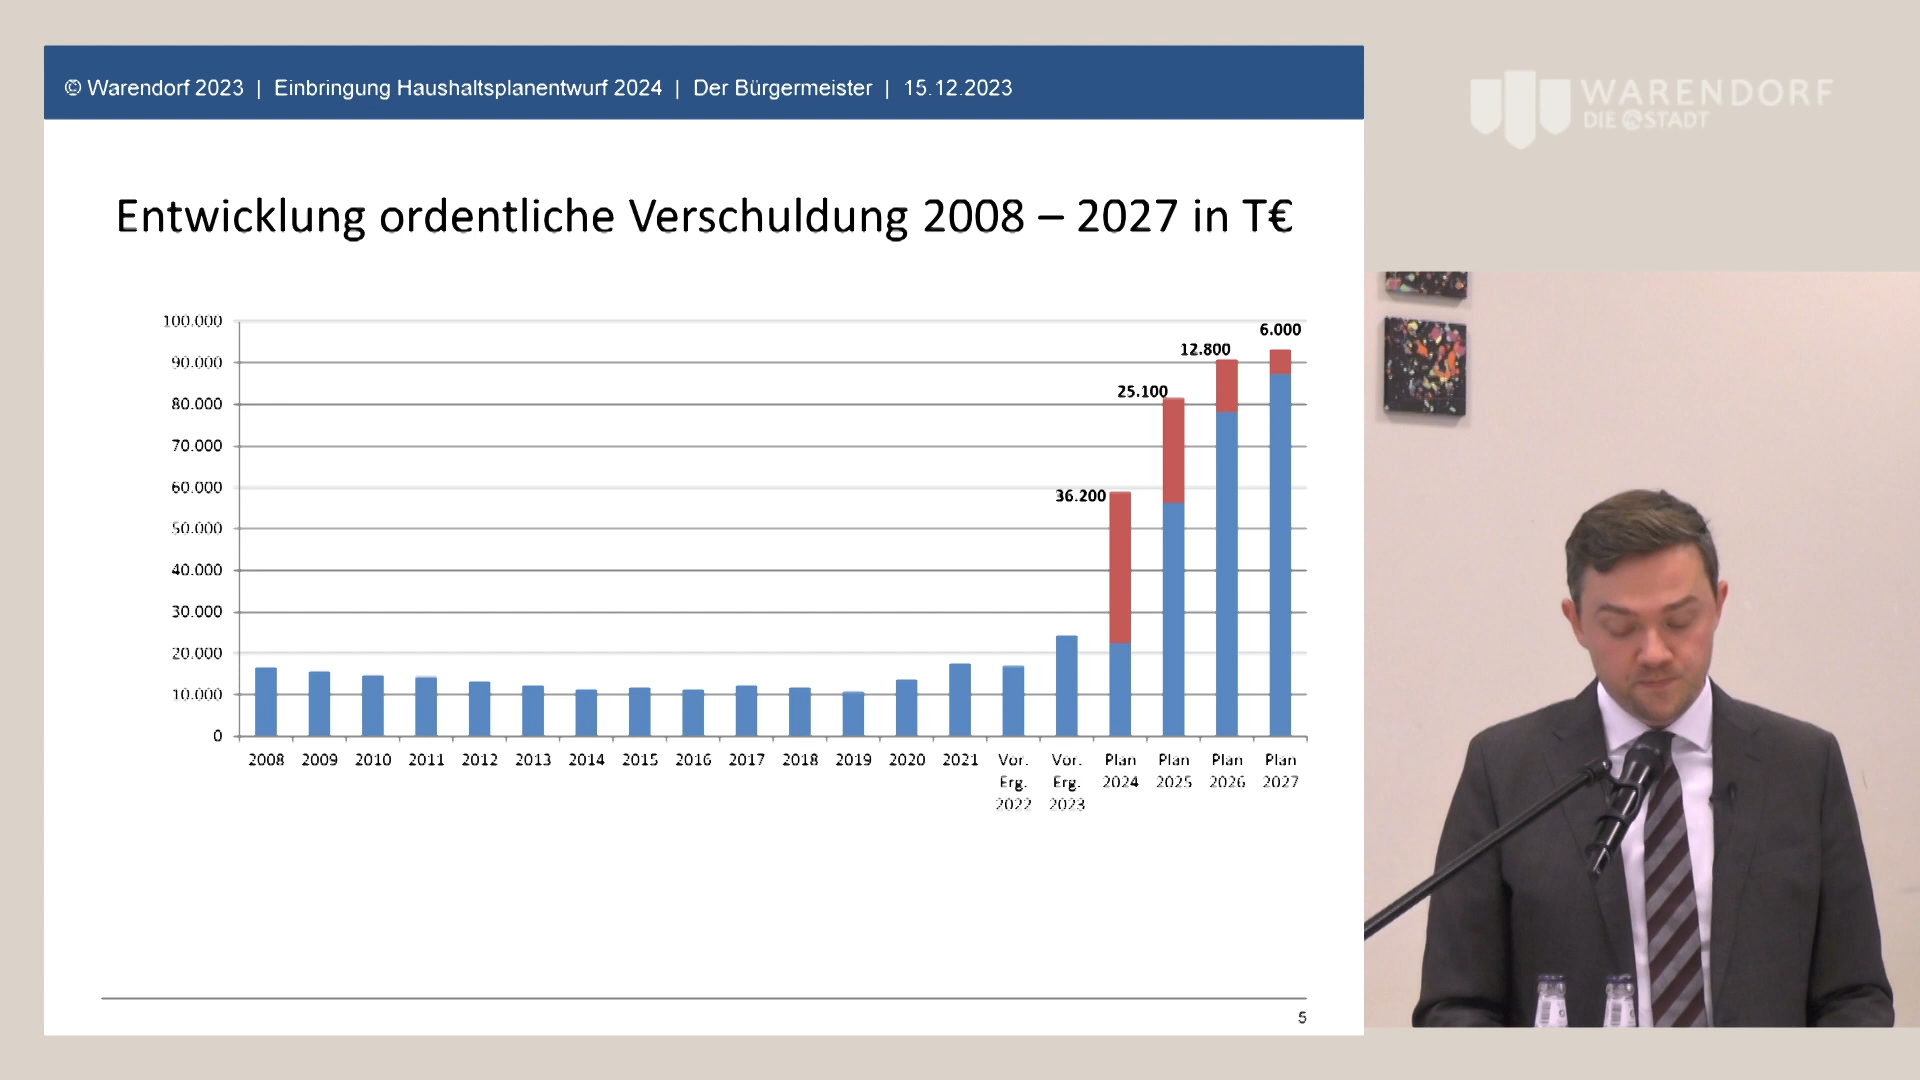 © Warendorf 2023 | Einbringung Haushaltsplanentwurf 2024 | Der Bürgermeister | 15.12.2023
WARENDORF
DIE STADT
Entwicklung ordentliche Verschuldung 2008 – 2027 in T€
100.000
90.000
80.000
70.000
60.000
50.000
40.000
30.000
20.000
10.000
0
36.200
25.100
12.800
6.000
2008 2009 2010 2011 2012 2013 2014 2015 2016 2017 2018 2019 2020 2021 Vor. Vor. Plan Plan Plan Plan
Erg. Erg. 2024 2025 2026 2027
2022 2023
5